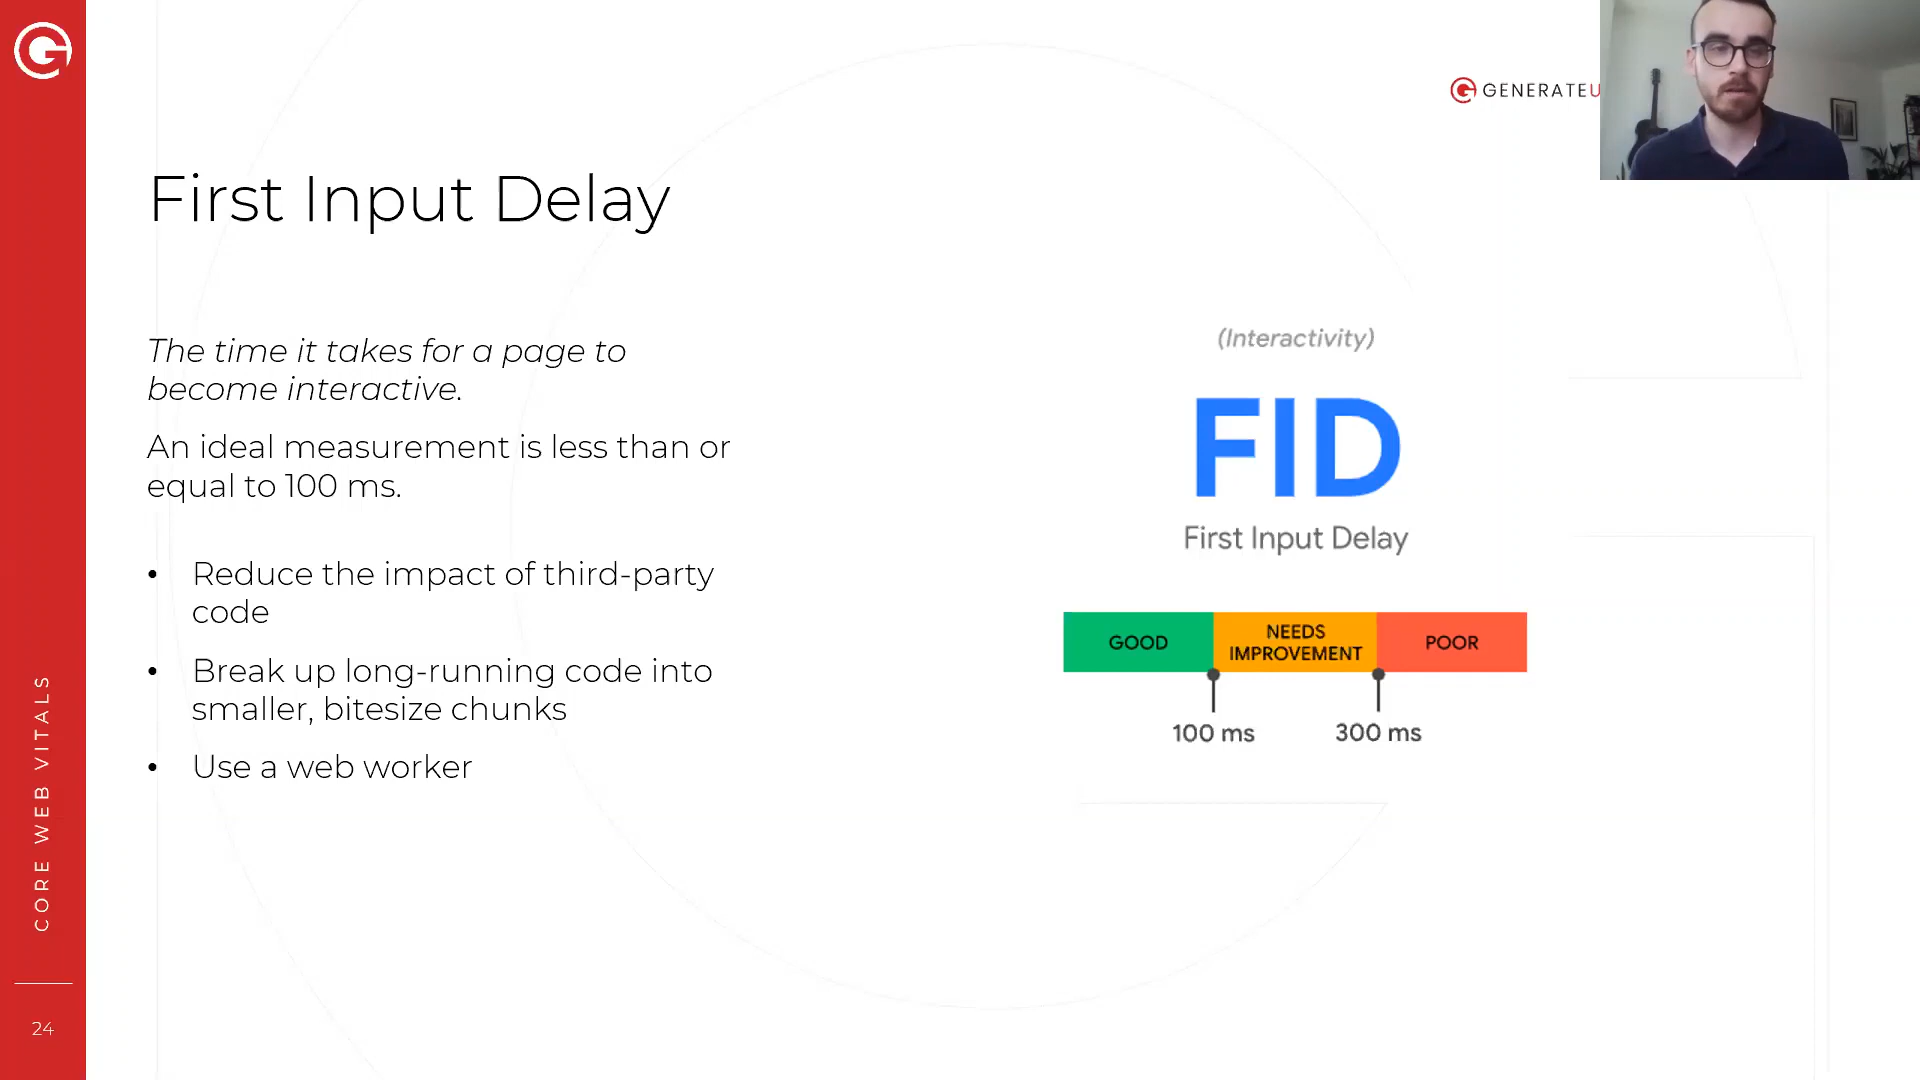 GENERATEU
First Input Delay
The time it takes for a page to
become interactive.
An ideal measurement is less than or
equal to 100 ms.
• Reduce the impact of third-party
code
• Break up long-running code into
smaller, bitesize chunks
• Use a web worker
(Interactivity)
FID
First Input Delay
GOOD
NEEDS
IMPROVEMENT
POOR
100 ms
300 ms
CORE WEB VITALS
24